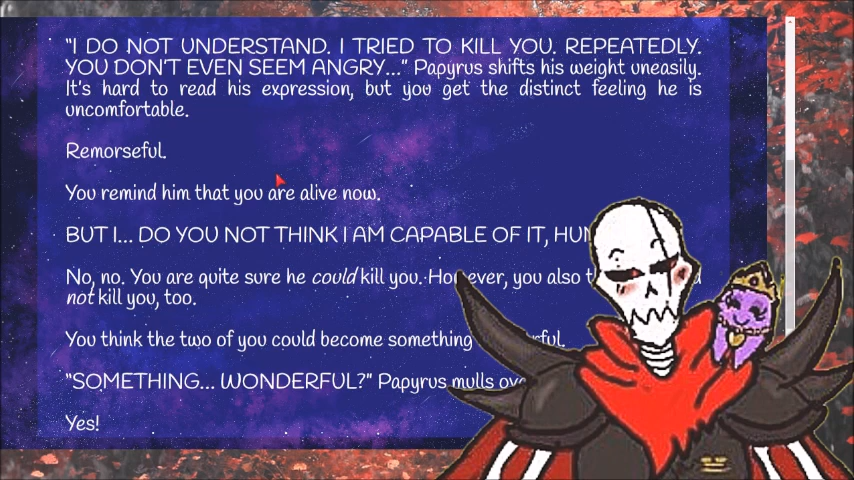 "I DO NOT UNDERSTAND. I TRIED TO KILL YOU. REPEATEDLY.
YOU DON'T EVEN SEEM ANGRY..." Papyrus shifts his weight uneasily.
It's hard to read his expression, but you get the distinct feeling he is
uncomfortable.
Remorseful.
You remind him that you are alive now.
BUT I... DO YOU NOT THINK I AM CAPABLE OF IT,
No, no. You are quite sure he could kill you. However, you also
not kill you, too.
You think the two of you could become something
"SOMETHING... WONDERFUL?" Papyrus mulls
Yes!